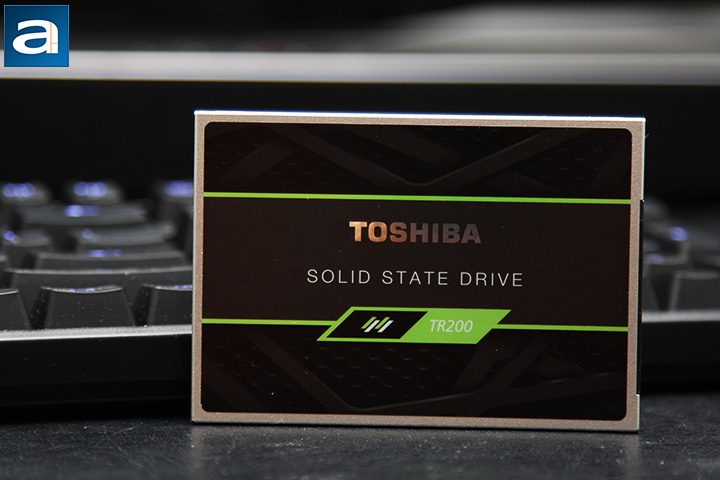 a
TOSHIBA
SOLID STATE DRIVE
TR200